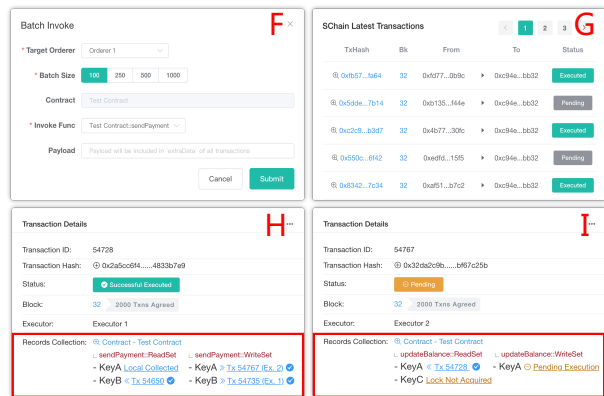 Batch Invoke
F
* Target Orderer Orderer 1
* Batch Size 100 250 500 1000
Contract Test Contract
* Invoke Func Test Contract::sendPayment
Payload Payload will be included in 'extraData' of all transactions
Cancel Submit
SChain Latest Transactions
G
1 2 3
TxHash Bk From To Status
0xfb57...fa64 32 0xfd77...0b9c 0xc94e...bb32 Executed
0x5dde...7b14 32 0xb135...f44e 0xc94e...bb32 Pending
0xc2c9...b3d7 32 0x4b77...30fc 0xc94e...bb32 Executed
0x550c...8f42 32 0xedfd...15f5 0xc94e...bb32 Pending
0x8342...7c34 32 0xaf51...b7c2 0xc94e...bb32 Executed
Transaction Details
H
Transaction ID: 54728
Transaction Hash: 0x2a5cc6f4......4833b7e9
Status: Successful Executed
Block: 32 2000 Txns Agreed
Executor: Executor 1
Records Collection: Contract - Test Contract
sendPayment::ReadSet sendPayment::WriteSet
- KeyA Local Collected - KeyA » Tx 54767 (Ex. 2)
- KeyB « Tx 54650 - KeyB » Tx 54735 (Ex. 1)
Transaction Details
I
Transaction ID: 54767
Transaction Hash: 0x32da2c9b......bf67c25b
Status: Pending
Block: 32 2000 Txns Agreed
Executor: Executor 2
Records Collection: Contract - Test Contract
updateBalance::ReadSet updateBalance::WriteSet
- KeyA « Tx 54728 - KeyA Pending Execution
- KeyC Lock Not Acquired